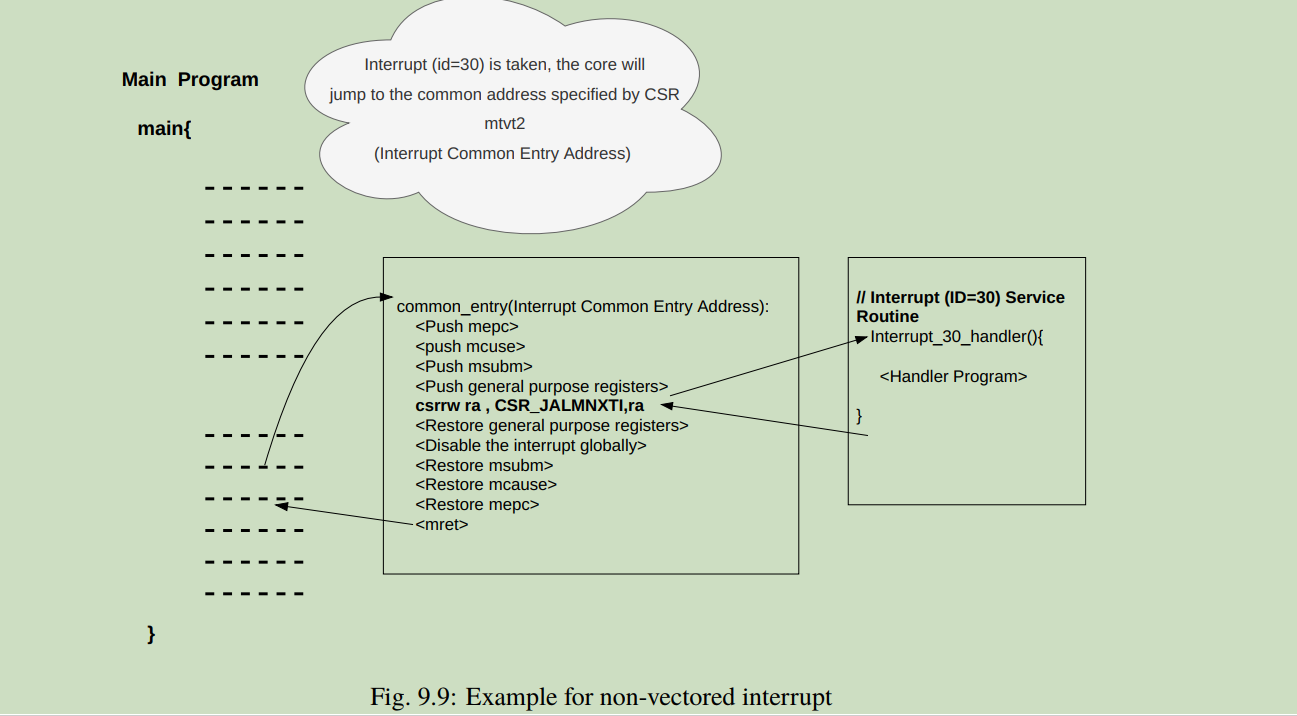 Interrupt (id=30) is taken, the core will
jump to the common address specified by CSR
mtvt2
(Interrupt Common Entry Address)
Main Program
main{
common_entry(Interrupt Common Entry Address):
<Push mepc>
<push mcuse>
<Push msubm>
<Push general purpose registers>
csrrw ra , CSR_JALMNXTI,ra
<Restore general purpose registers>
<Disable the interrupt globally>
<Restore msubm>
<Restore mcause>
<Restore mepc>
<mret>
// Interrupt (ID=30) Service
Routine
Interrupt_30_handler(){
<Handler Program>
}
}
Fig. 9.9: Example for non-vectored interrupt